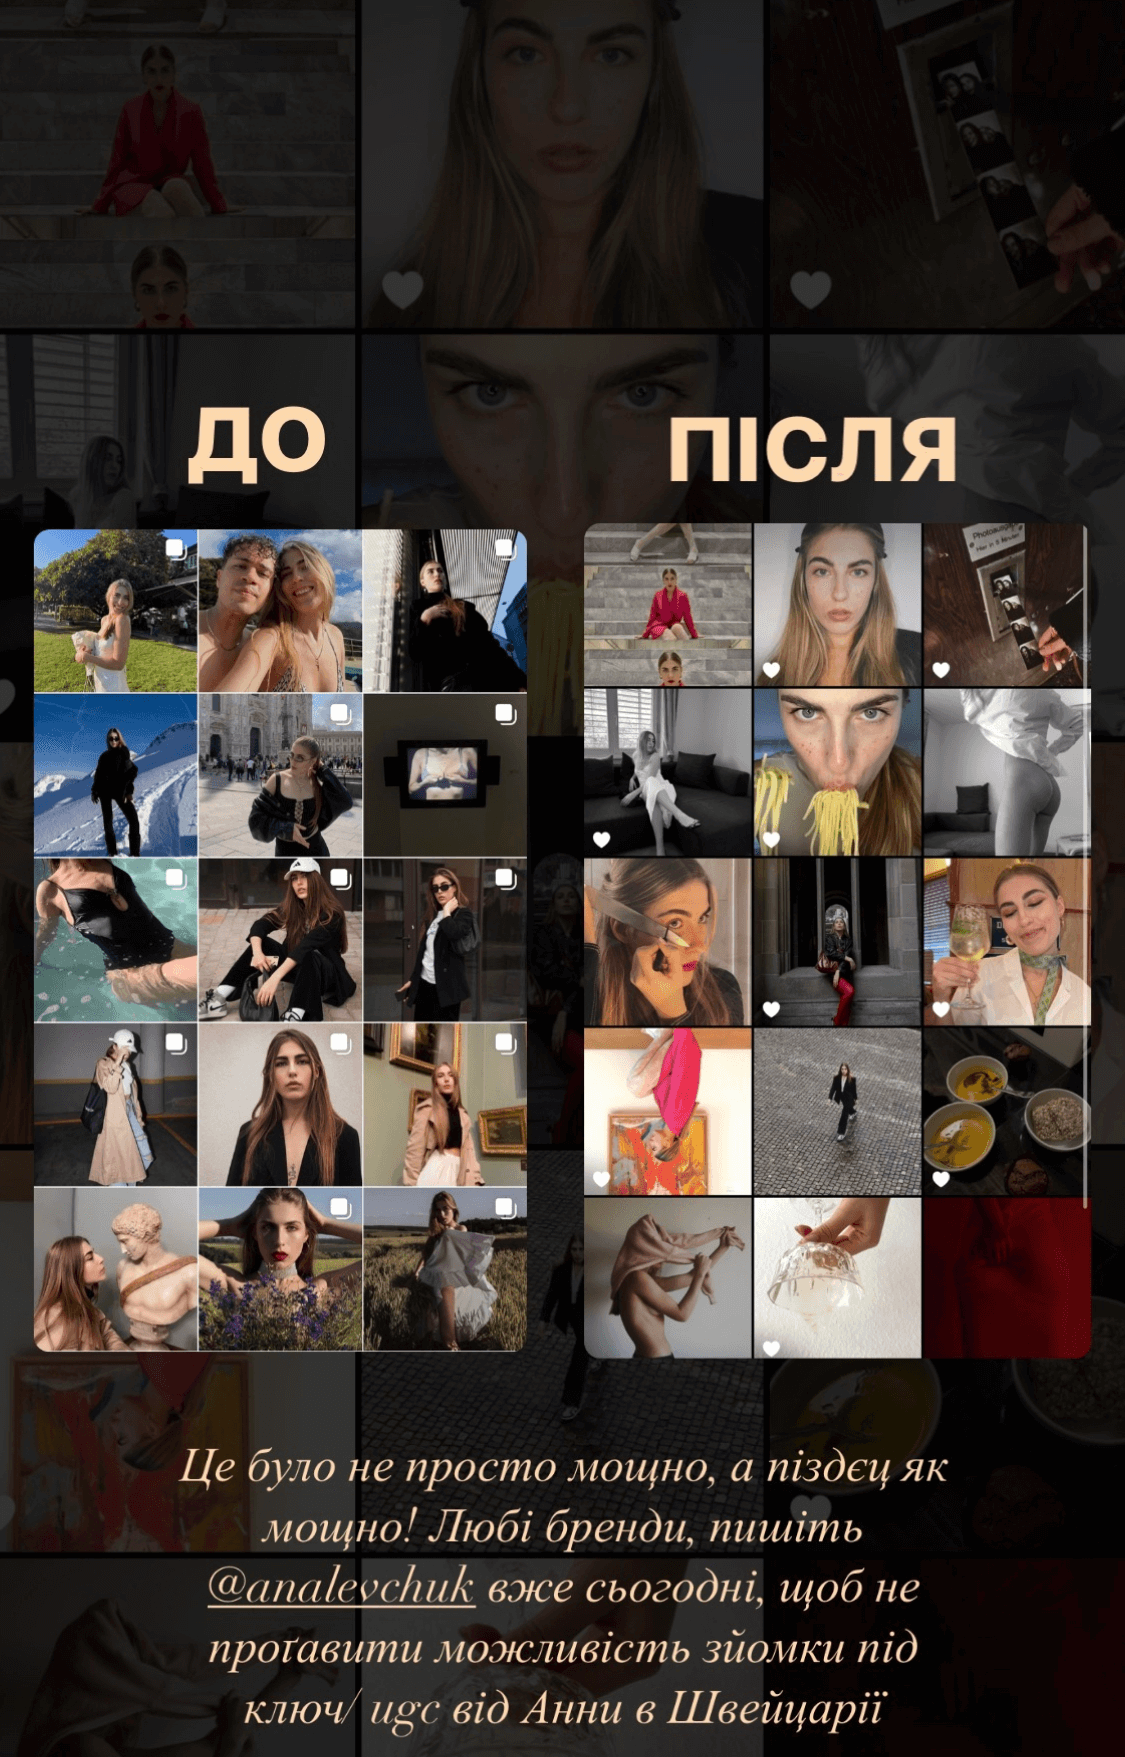 ДО
ПІСЛЯ
Це було не просто мощно, а піздєц як
мощно! Любі бренди, пишіть
@analevchuk вже сьогодні, щоб не
проґавити можливість зйомки під
ключ/ ugc від Анни в Швейцарії